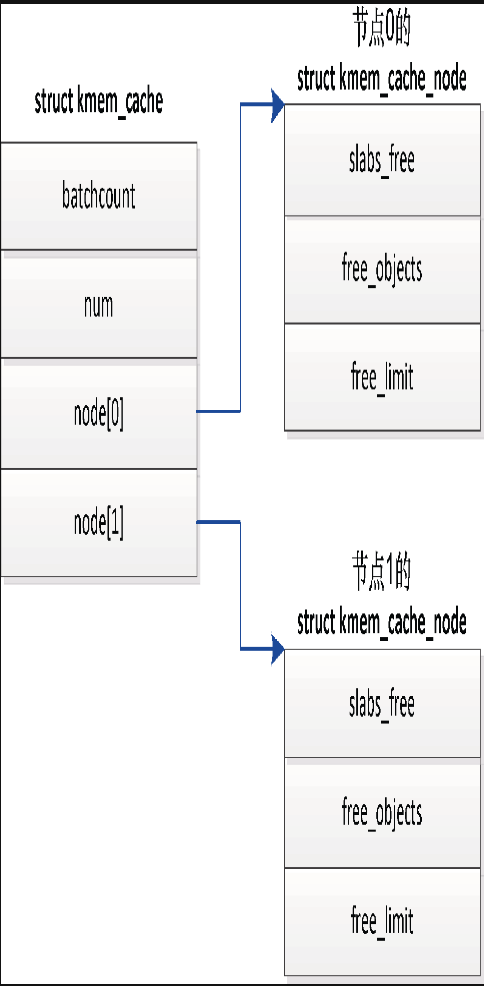 struct kmem_cache
batchcount
num
node[0]
node[1]
节点0的
struct kmem_cache_node
slabs_free
free_objects
free_limit
节点1的
struct kmem_cache_node
slabs_free
free_objects
free_limit